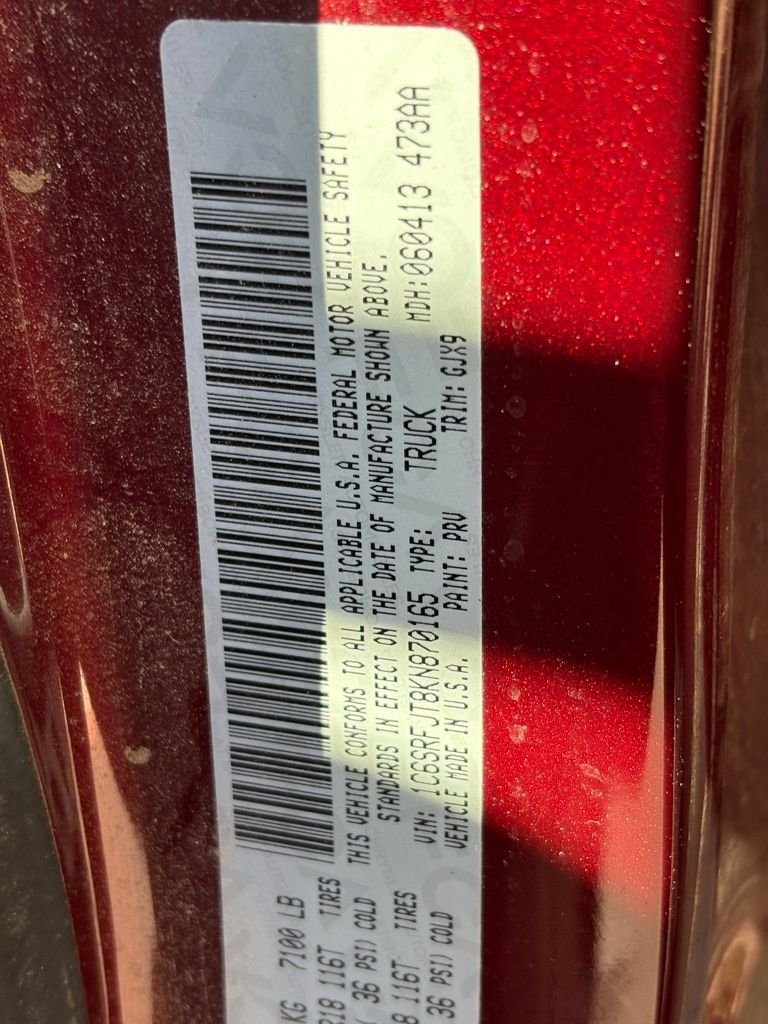 KG 7100 LB
R18 116T TIRES
36 PSI) COLD
THIS VEHICLE CONFORMS TO ALL APPLICABLE U.S.A. FEDERAL MOTOR VEHICLE SAFETY
STANDARDS IN EFFECT ON THE DATE OF MANUFACTURE SHOWN ABOVE.
8 116T TIRES
36 PSI) COLD
VIN: 1C6SRFJT8KN870165 TYPE: TRUCK MDH:060413 473AA
VEHICLE MADE IN U.S.A. PAINT: PRV TRIM: GJX9